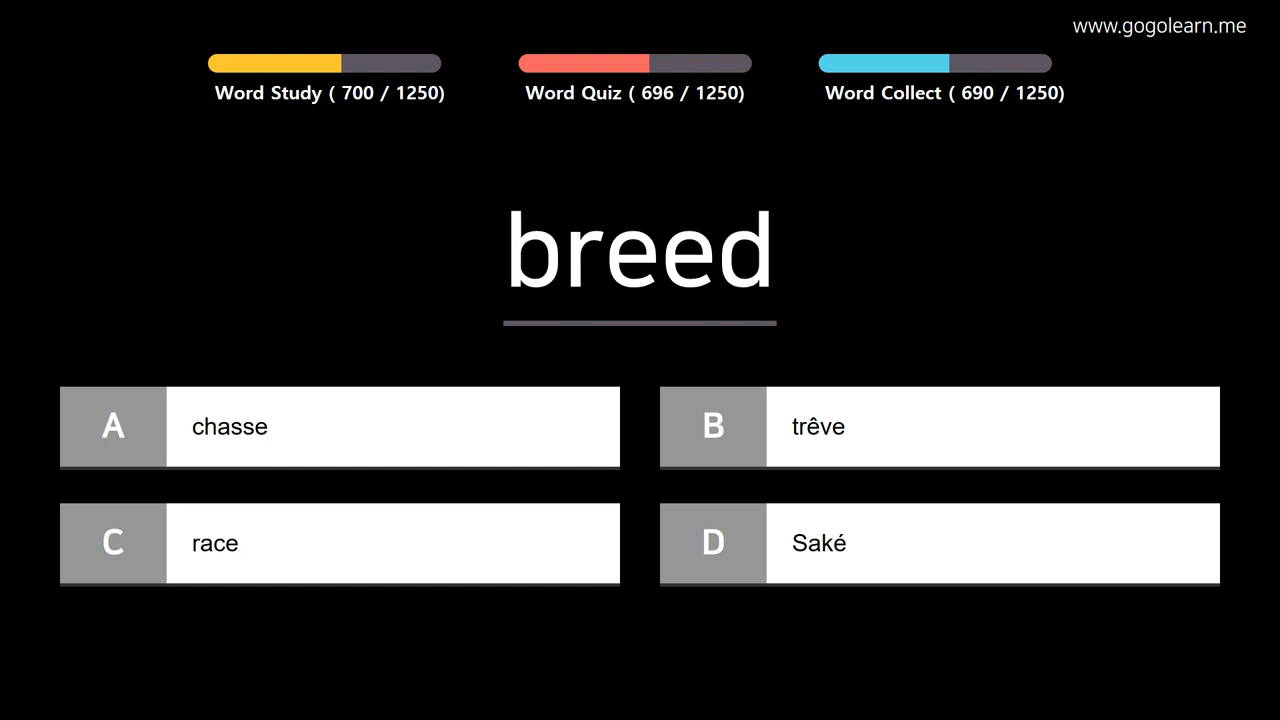 www.gogolearn.me
Word Study ( 700 / 1250)
Word Quiz ( 696 / 1250)
Word Collect ( 690 / 1250)
breed
A chasse
B trêve
C race
D Saké